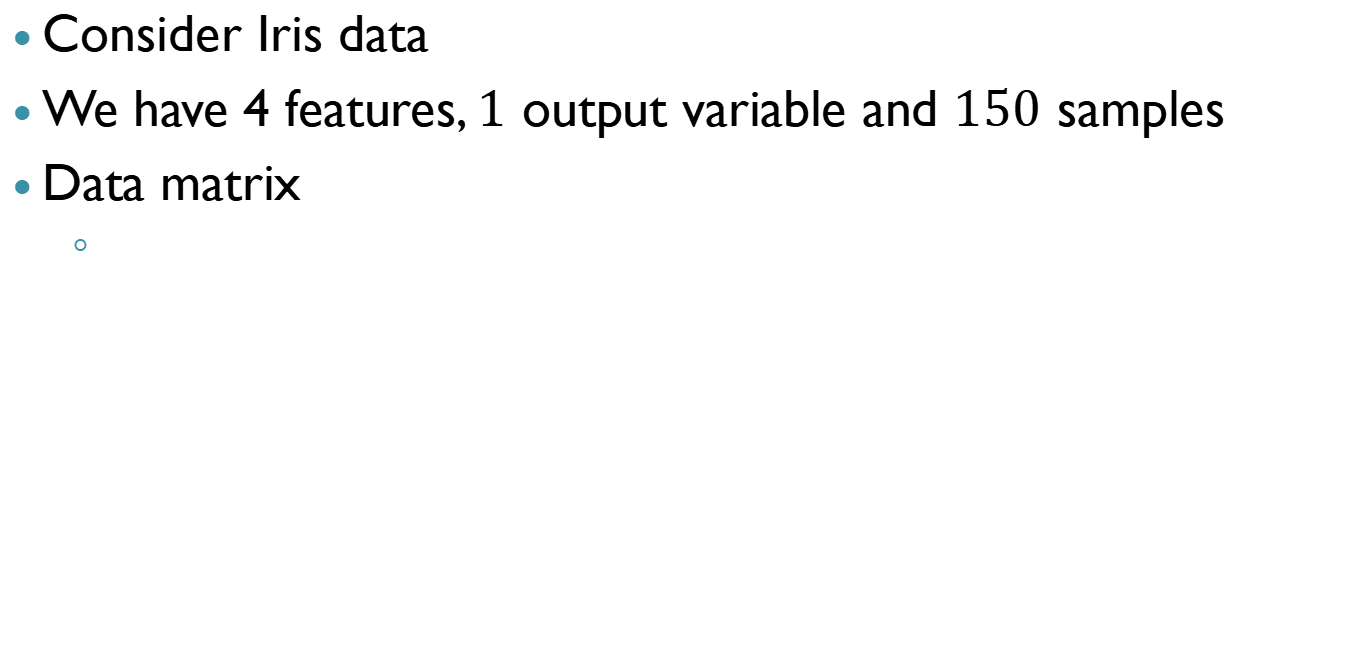 • Consider Iris data
• We have 4 features, 1 output variable and 150 samples
• Data matrix